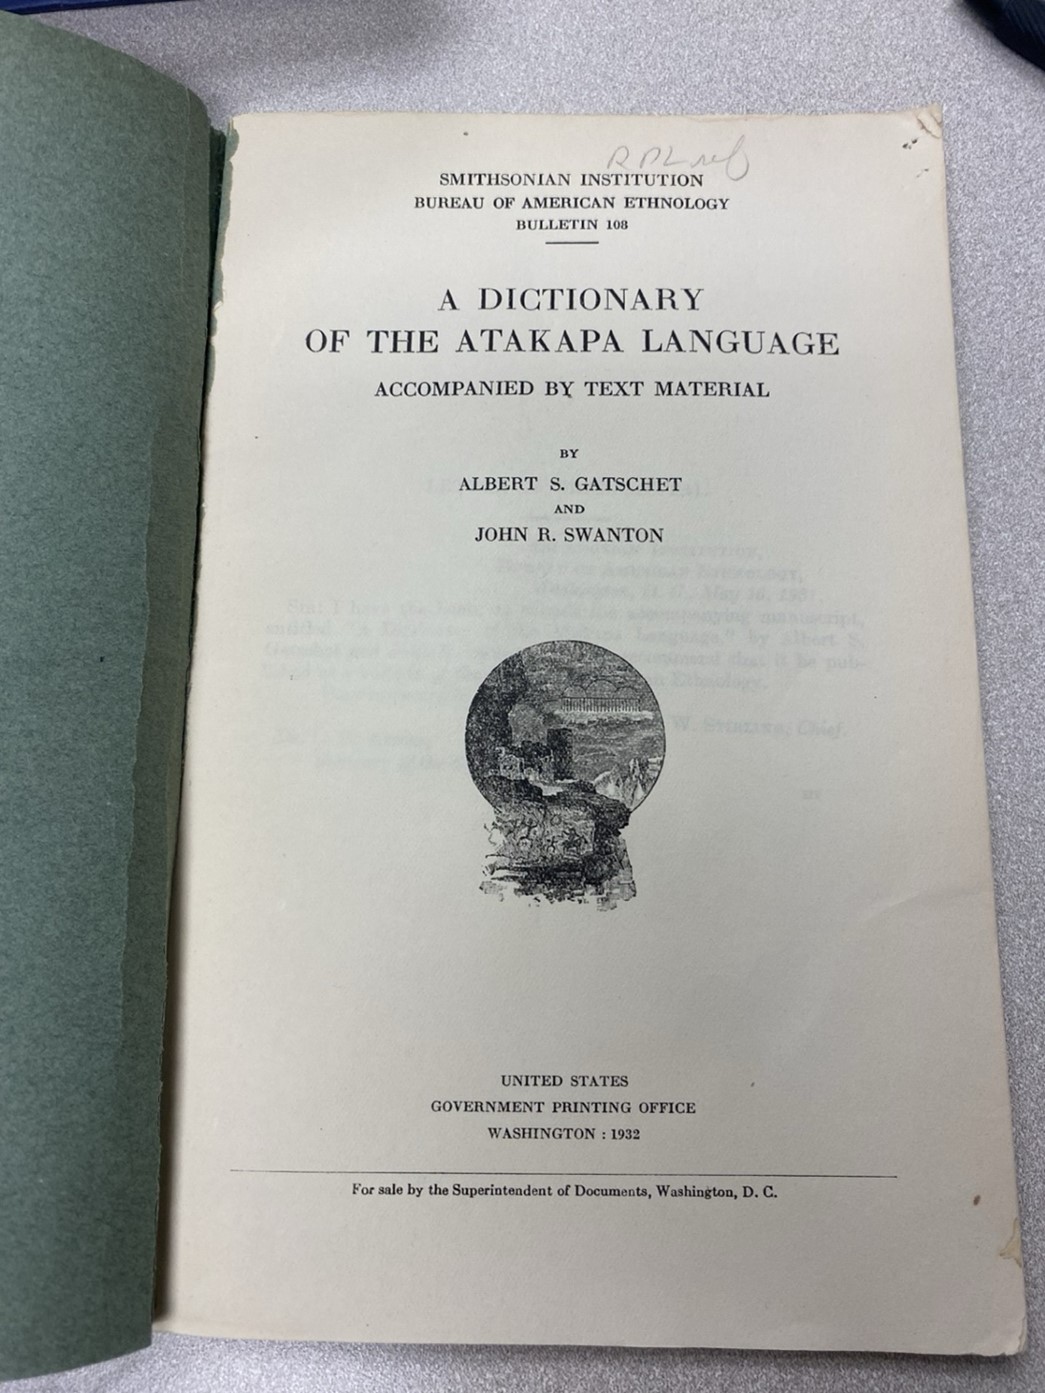 R PL ref
SMITHSONIAN INSTITUTION
BUREAU OF AMERICAN ETHNOLOGY
BULLETIN 108
A DICTIONARY
OF THE ATAKAPA LANGUAGE
ACCOMPANIED BY TEXT MATERIAL
BY
ALBERT S. GATSCHET
AND
JOHN R. SWANTON
UNITED STATES
GOVERNMENT PRINTING OFFICE
WASHINGTON : 1932
For sale by the Superintendent of Documents, Washington, D. C.